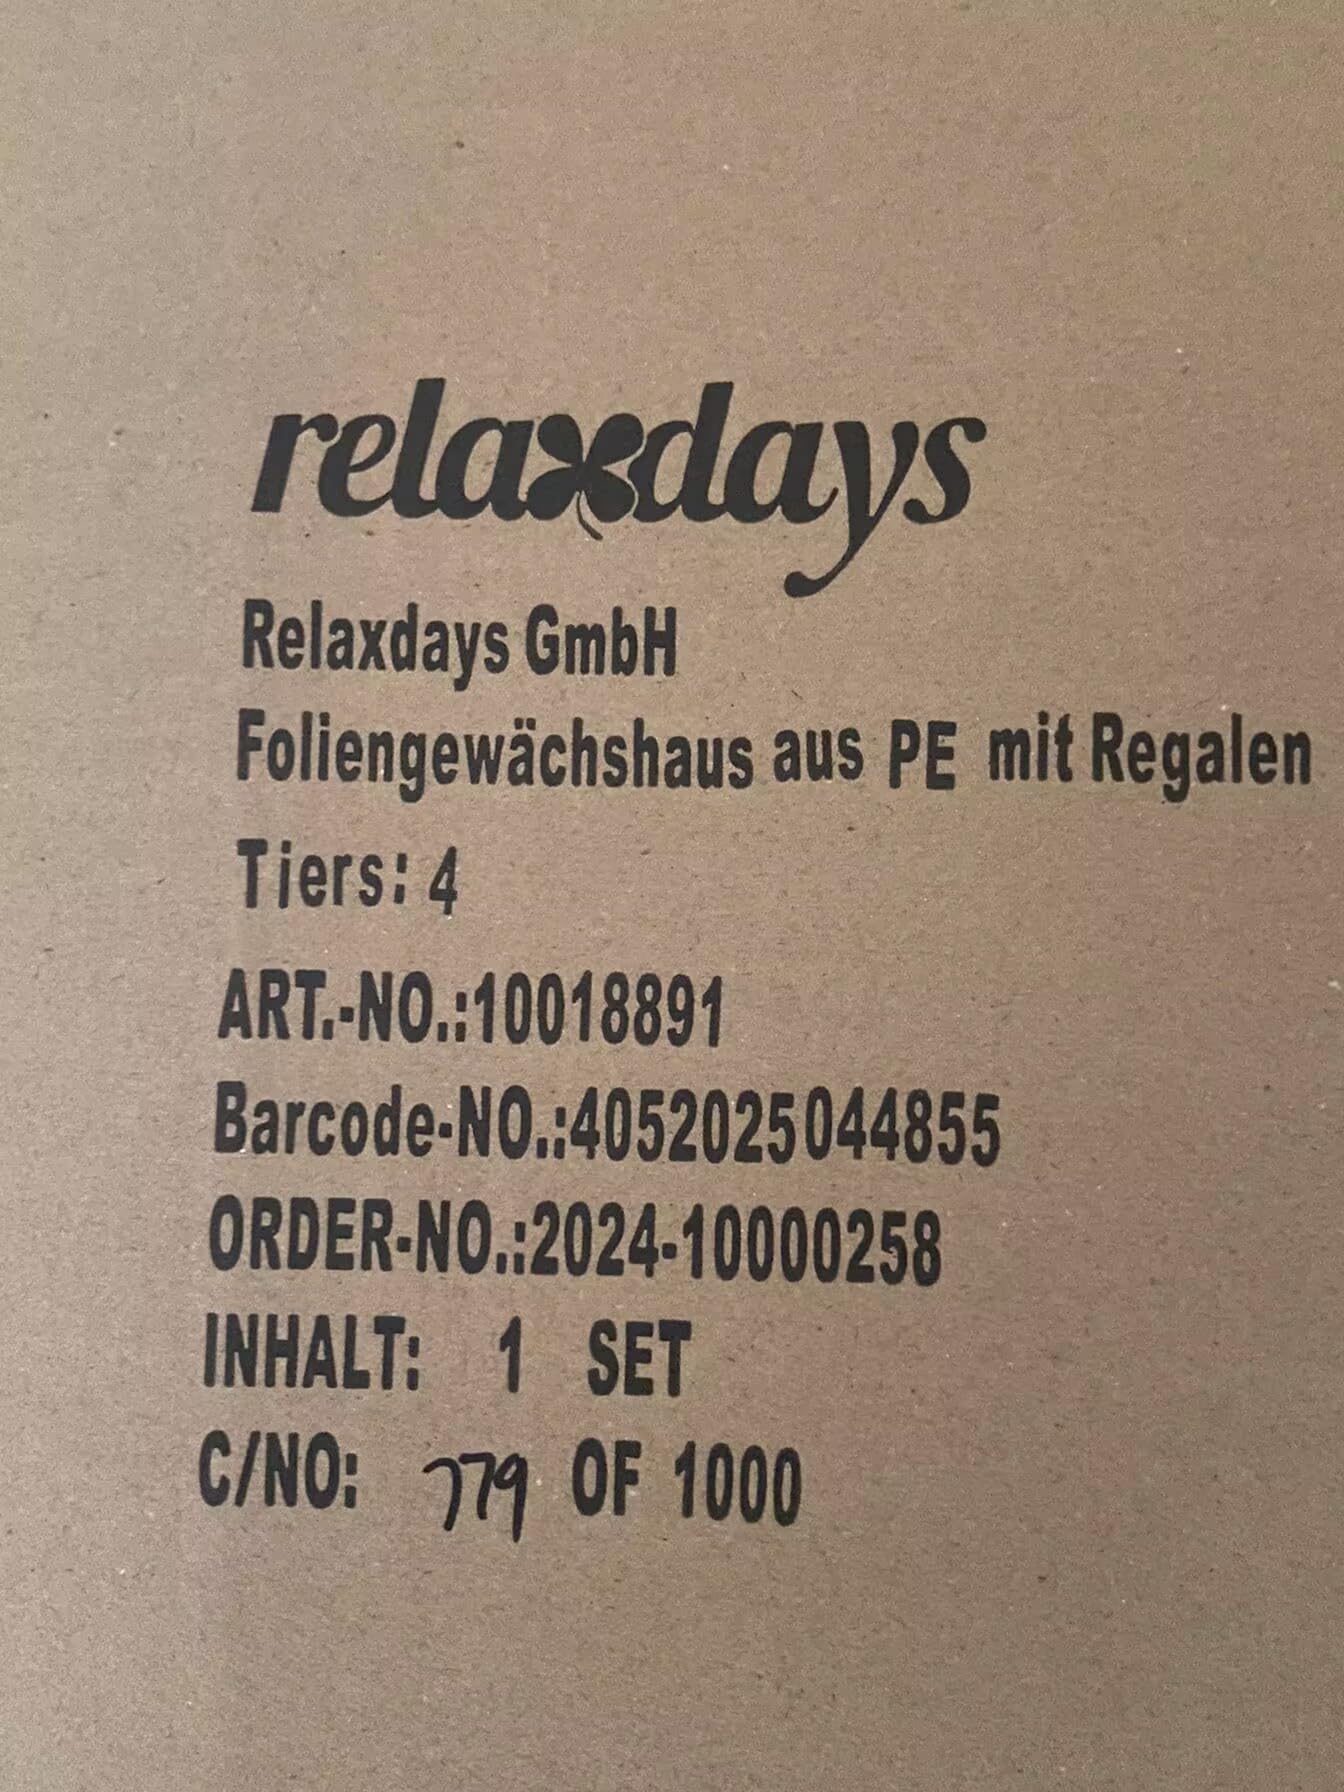 relaxdays
Relaxdays GmbH
Foliengewächshaus aus PE mit Regalen
Tiers: 4
ART.-NO.:10018891
Barcode-NO.:4052025044855
ORDER-NO.:2024-10000258
INHALT: 1 SET
C/NO: 779 OF 1000